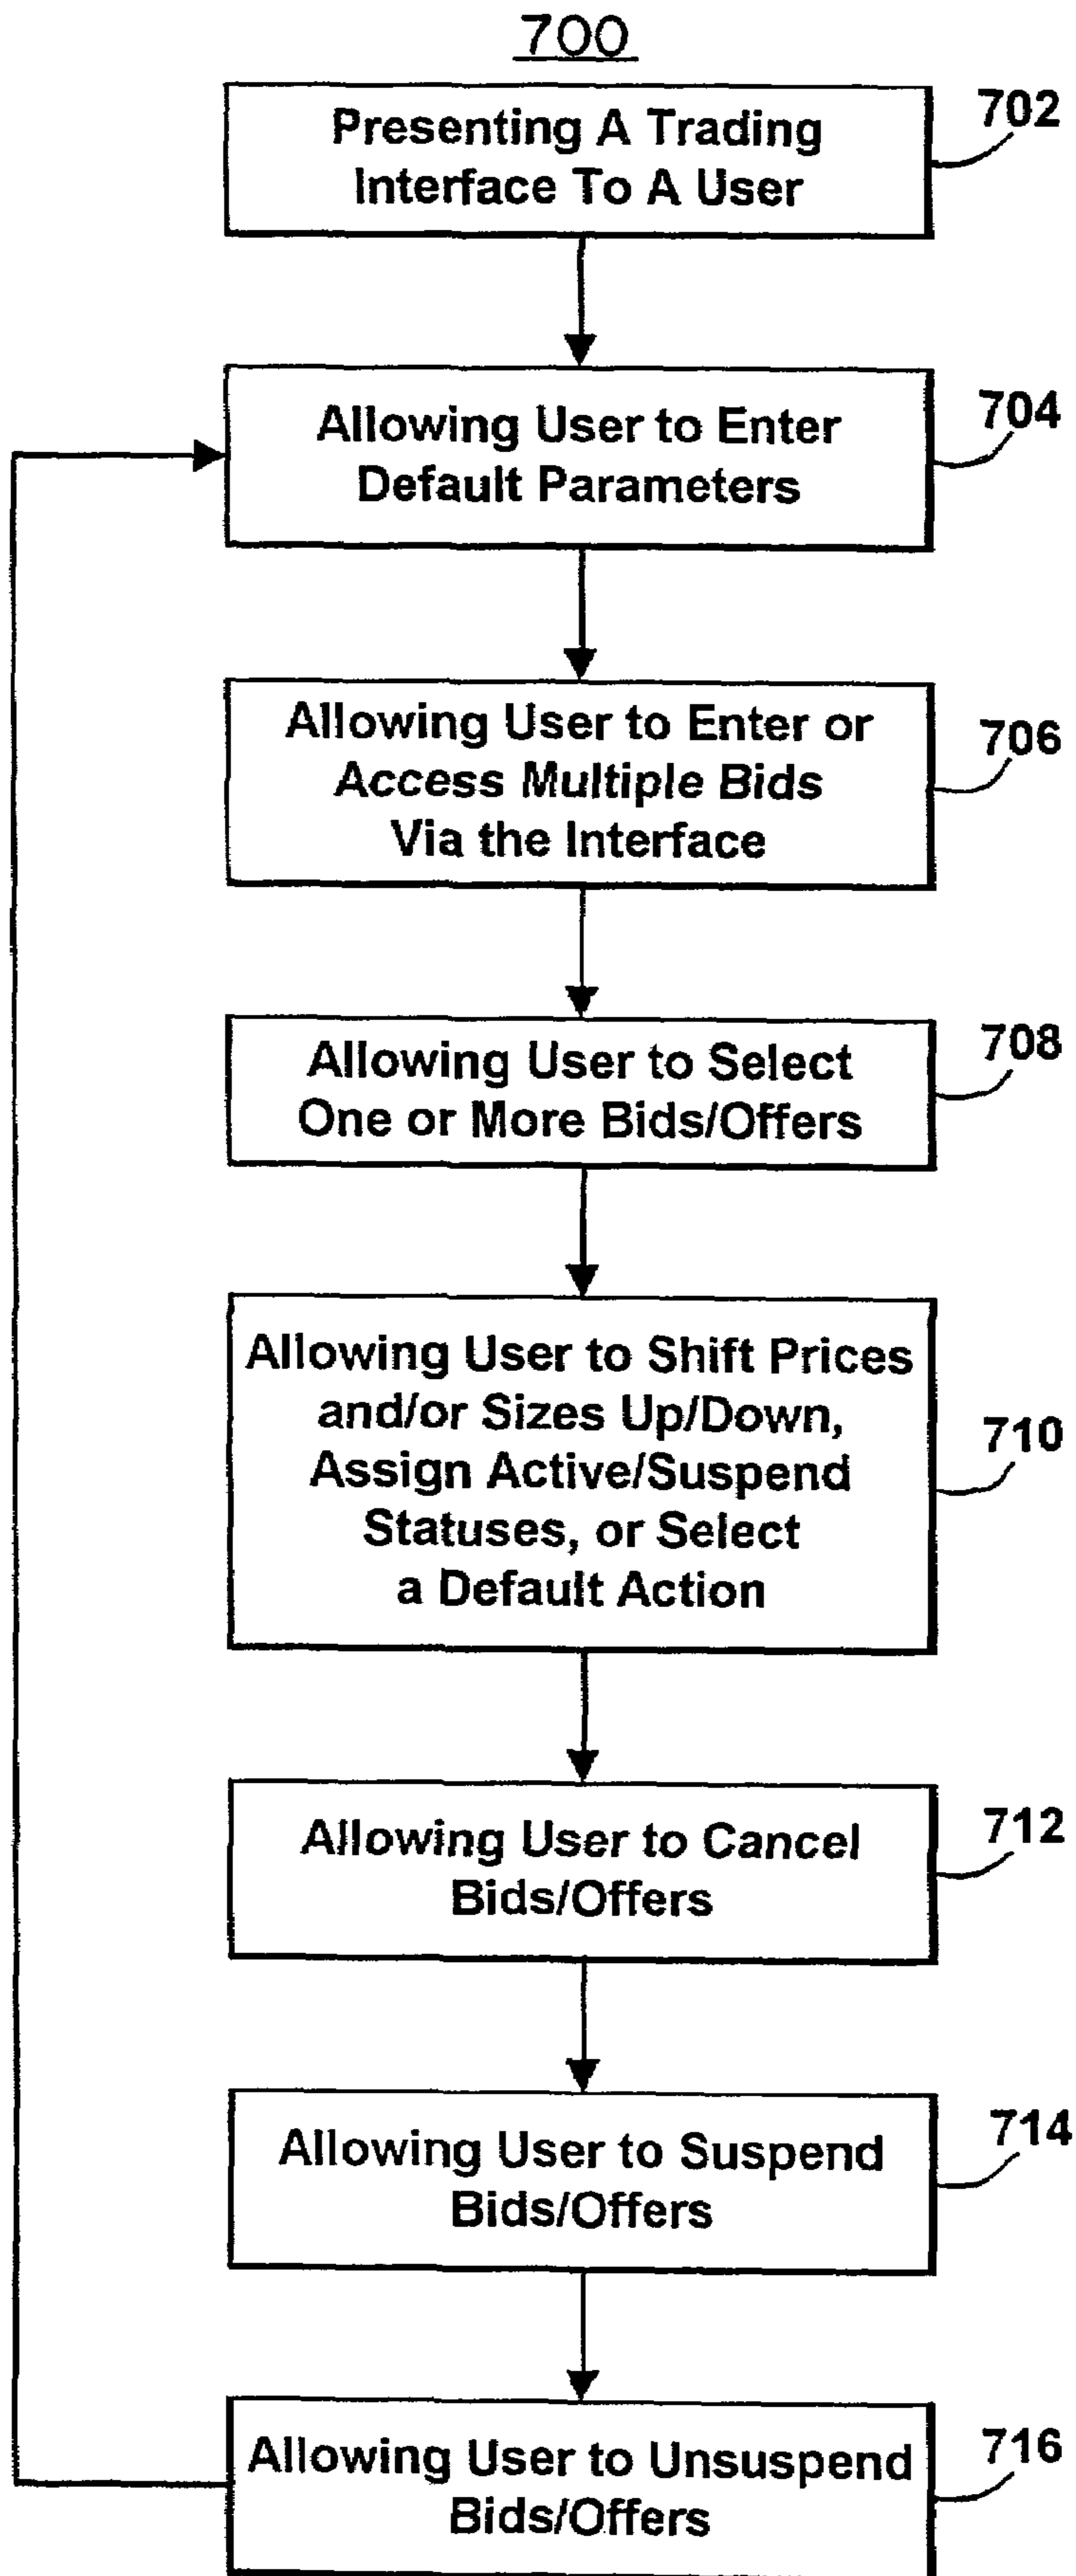 700
Presenting A Trading
Interface To A User
702
Allowing User to Enter
Default Parameters
704
Allowing User to Enter or
Access Multiple Bids
Via the Interface
706
Allowing User to Select
One or More Bids/Offers
708
Allowing User to Shift Prices
and/or Sizes Up/Down,
Assign Active/Suspend
Statuses, or Select
a Default Action
710
Allowing User to Cancel
Bids/Offers
712
Allowing User to Suspend
Bids/Offers
714
Allowing User to Unsuspend
Bids/Offers
716